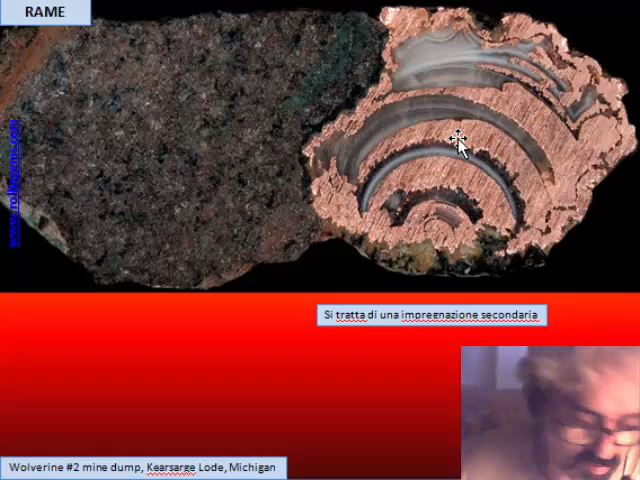 RAME
Si tratta di una impregnazione secondaria
Wolverine #2 mine dump, Kearsarge Lode, Michigan